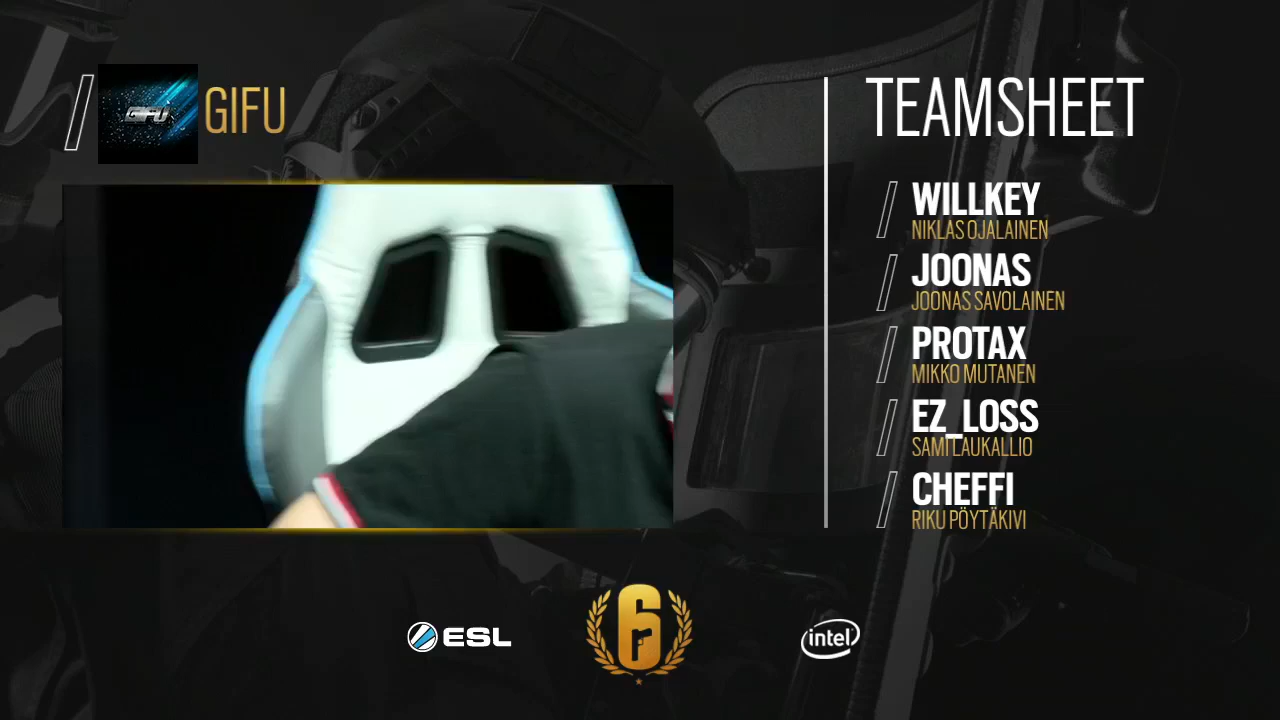 GIFU
GIFU
TEAMSHEET
WILLKEY
NIKLAS OJALAINEN
JOONAS
JOONAS SAVOLAINEN
PROTAX
MIKKO MUTANEN
EZ_LOSS
SAMI LAUKALLIO
CHEFFI
RIKU PÖYTÄKIVI
ESL
6
intel